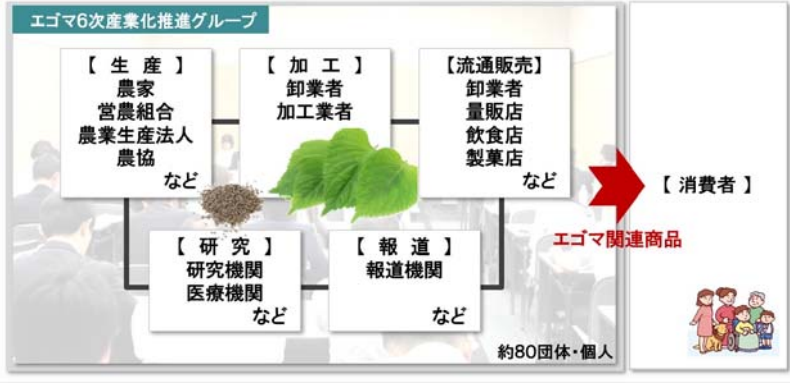 エゴマ6次産業化推進グループ
【 生 産 】
農家
営農組合
農業生産法人
農協
など
【 加 工 】
卸業者
加工業者
【流通販売】
卸業者
量販店
飲食店
製菓店
など
【 研 究 】
研究機関
医療機関
など
【 報 道 】
報道機関
など
約80団体・個人
エゴマ関連商品
【 消費者 】